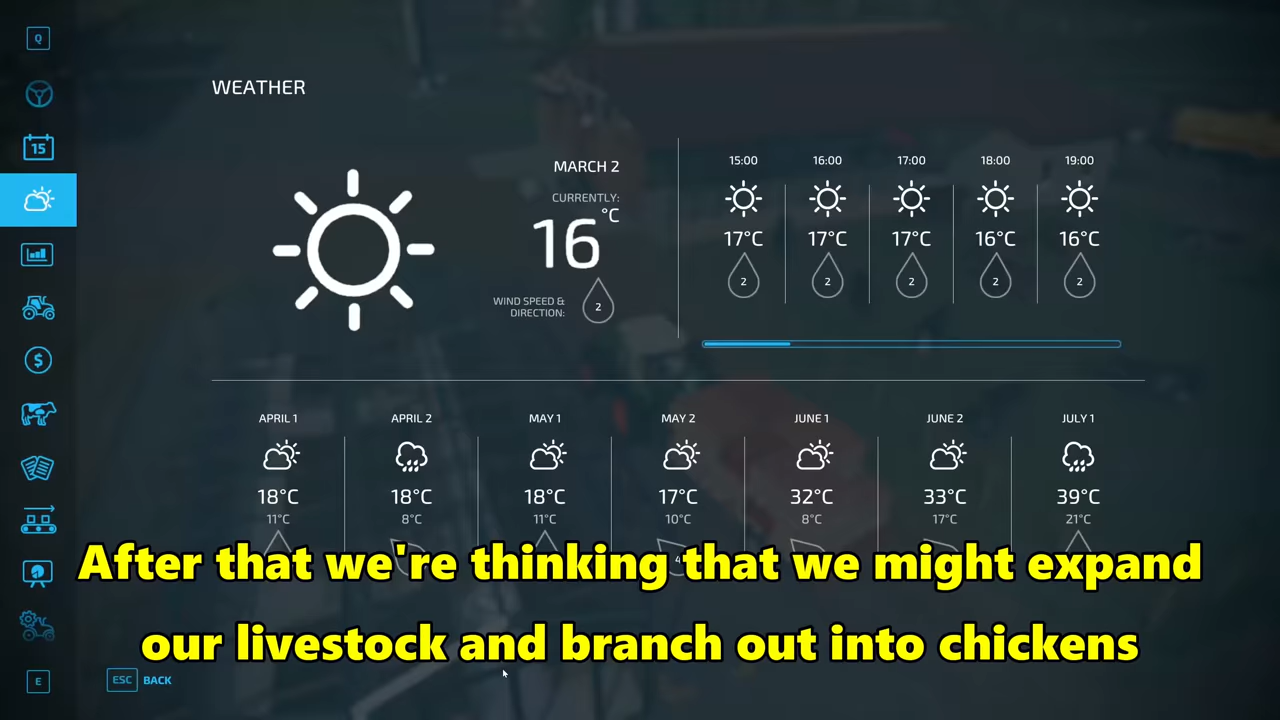 Q
WEATHER
15
MARCH 2
CURRENTLY:
16 °C
WIND SPEED &
DIRECTION:
2
15:00 16:00 17:00 18:00 19:00
17°C 17°C 17°C 16°C 16°C
2 2 2 2 2
$
APRIL 1 APRIL 2 MAY 1 MAY 2 JUNE 1 JUNE 2 JULY 1
18°C 18°C 18°C 17°C 32°C 33°C 39°C
11°C 8°C 11°C 10°C 8°C 17°C 21°C
After that we're thinking that we might expand
our livestock and branch out into chickens
E
ESC BACK